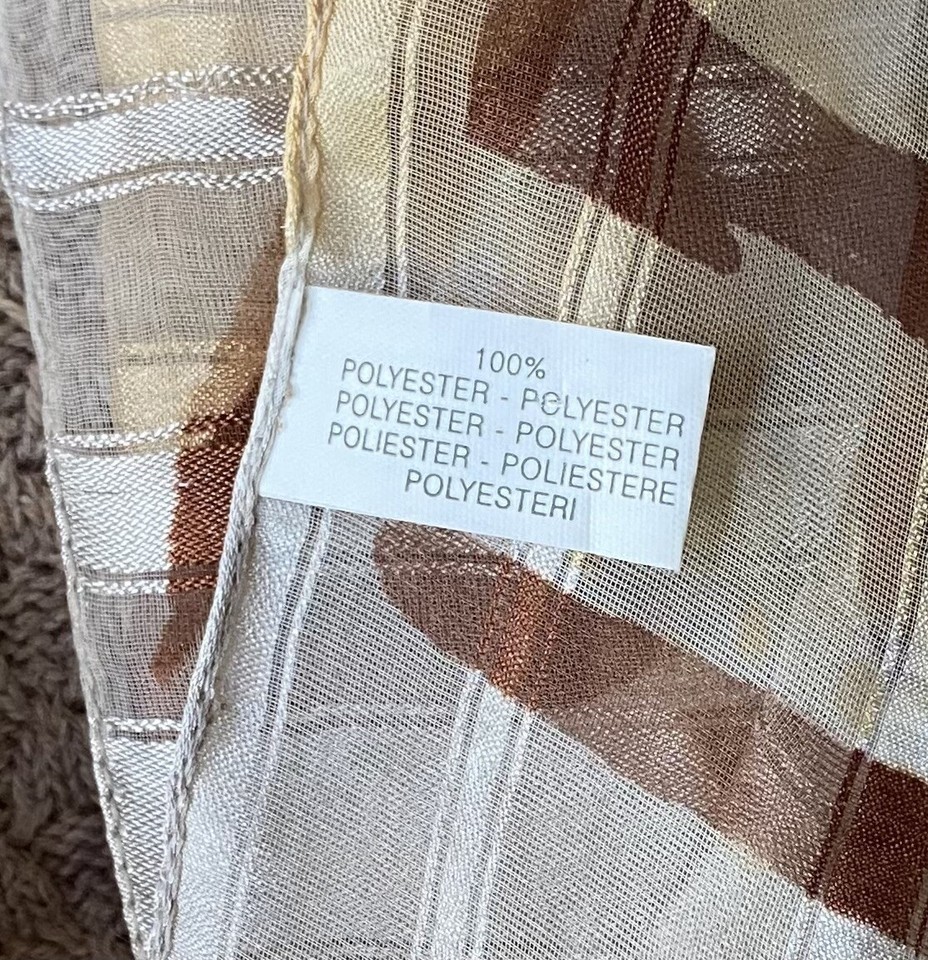 100%
POLYESTER - POLYESTER
POLYESTER - POLYESTER
POLIESTER - POLIESTERE
POLYESTERI